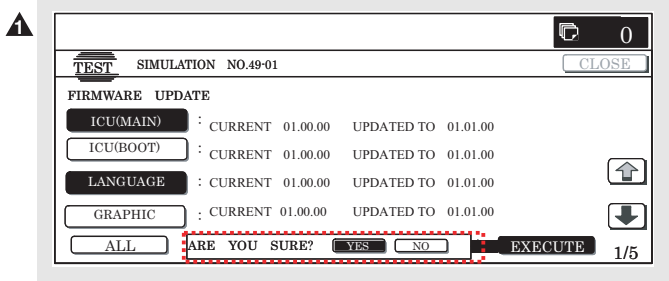 1
0
TEST SIMULATION NO.49-01 CLOSE
FIRMWARE UPDATE
ICU(MAIN) : CURRENT 01.00.00 UPDATED TO 01.01.00
ICU(BOOT) : CURRENT 01.00.00 UPDATED TO 01.01.00
LANGUAGE : CURRENT 01.00.00 UPDATED TO 01.01.00
GRAPHIC : CURRENT 01.00.00 UPDATED TO 01.01.00
ALL ARE YOU SURE? YES NO EXECUTE 1/5